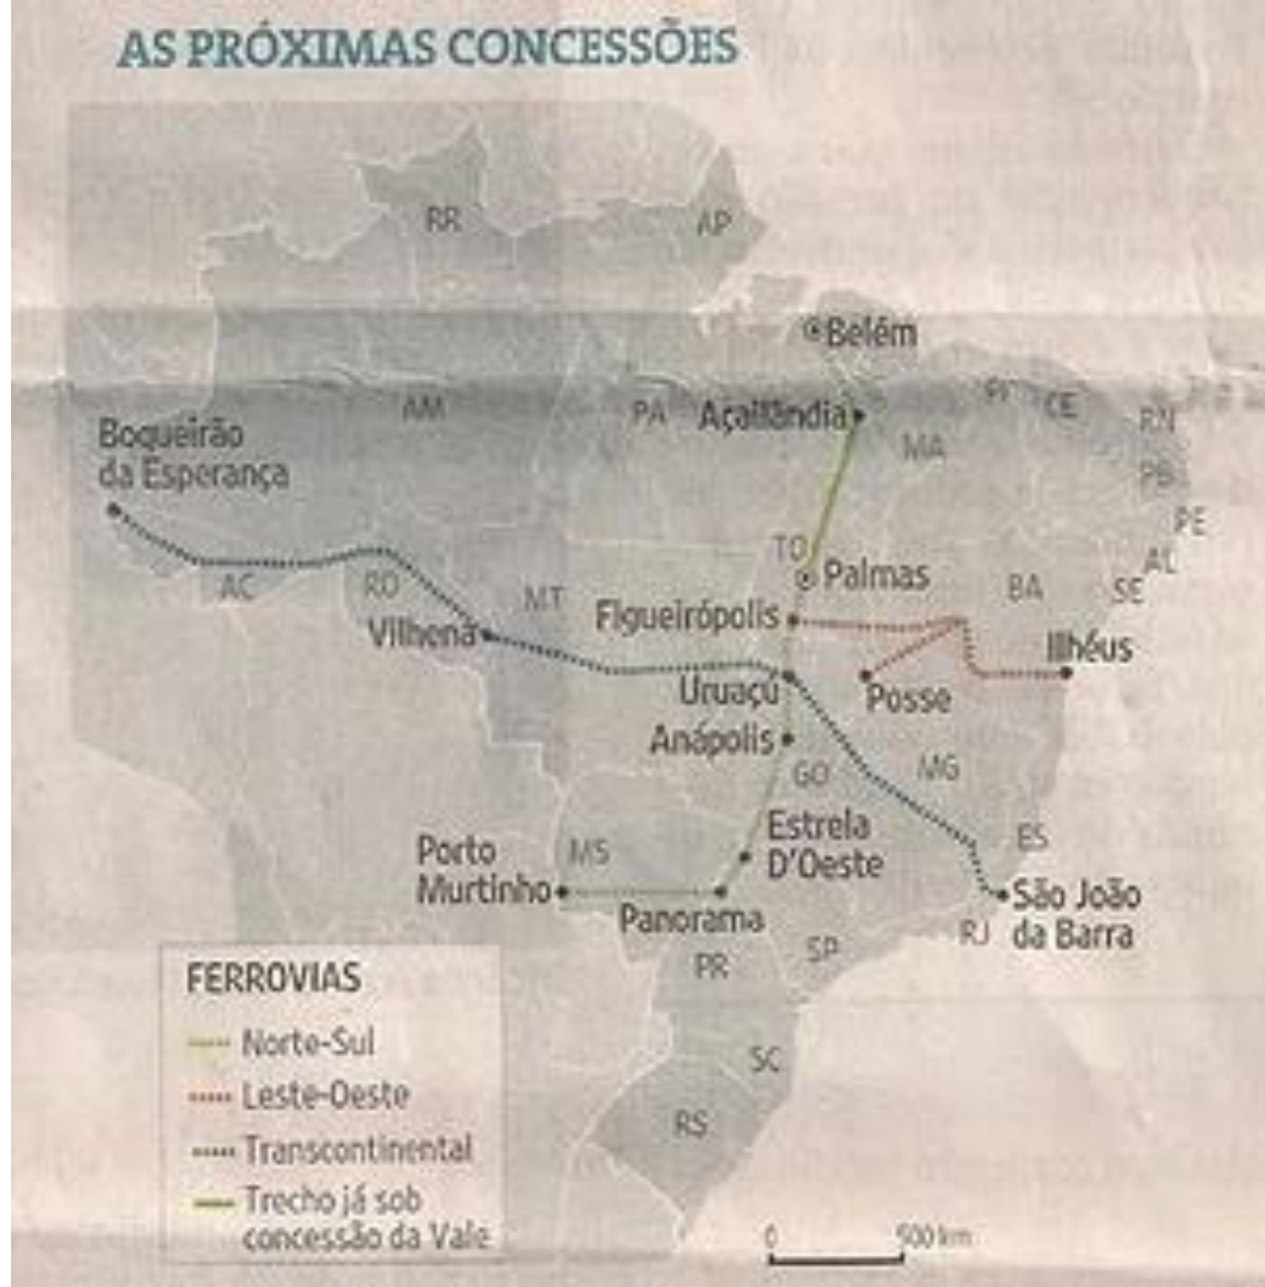 AS PRÓXIMAS CONCESSÕES
RR
AP
Belém
AM
PA
Açailândia
MA
PI
CE
RN
PB
PE
AL
SE
BA
Boqueirão
da Esperança
AC
RO
MT
TO
Palmas
Vilhena
Figueirópolis
Ilhéus
Uruaçú
Posse
Anápolis
GO
MG
ES
Estrela
D'Oeste
Porto
Murtinho
MS
Panorama
São João
da Barra
RJ
SP
PR
SC
RS
FERROVIAS
Norte-Sul
Leste-Oeste
Transcontinental
Trecho já sob
concessão da Vale
0 500 km